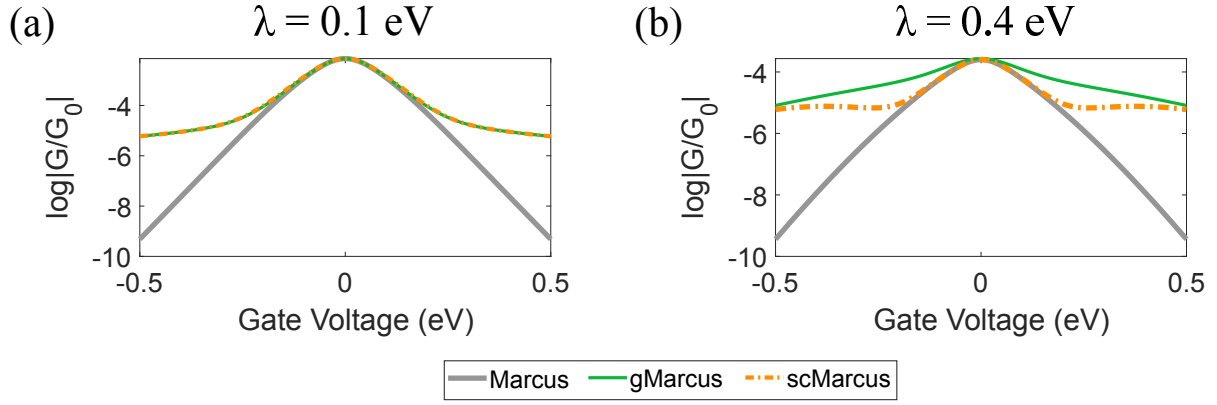 (a) λ = 0.1 eV
log|G/G₀|
-4
-6
-8
-10
-0.5 0 0.5
Gate Voltage (eV)
(b) λ = 0.4 eV
log|G/G₀|
-4
-6
-8
-10
-0.5 0 0.5
Gate Voltage (eV)
Marcus gMarcus scMarcus